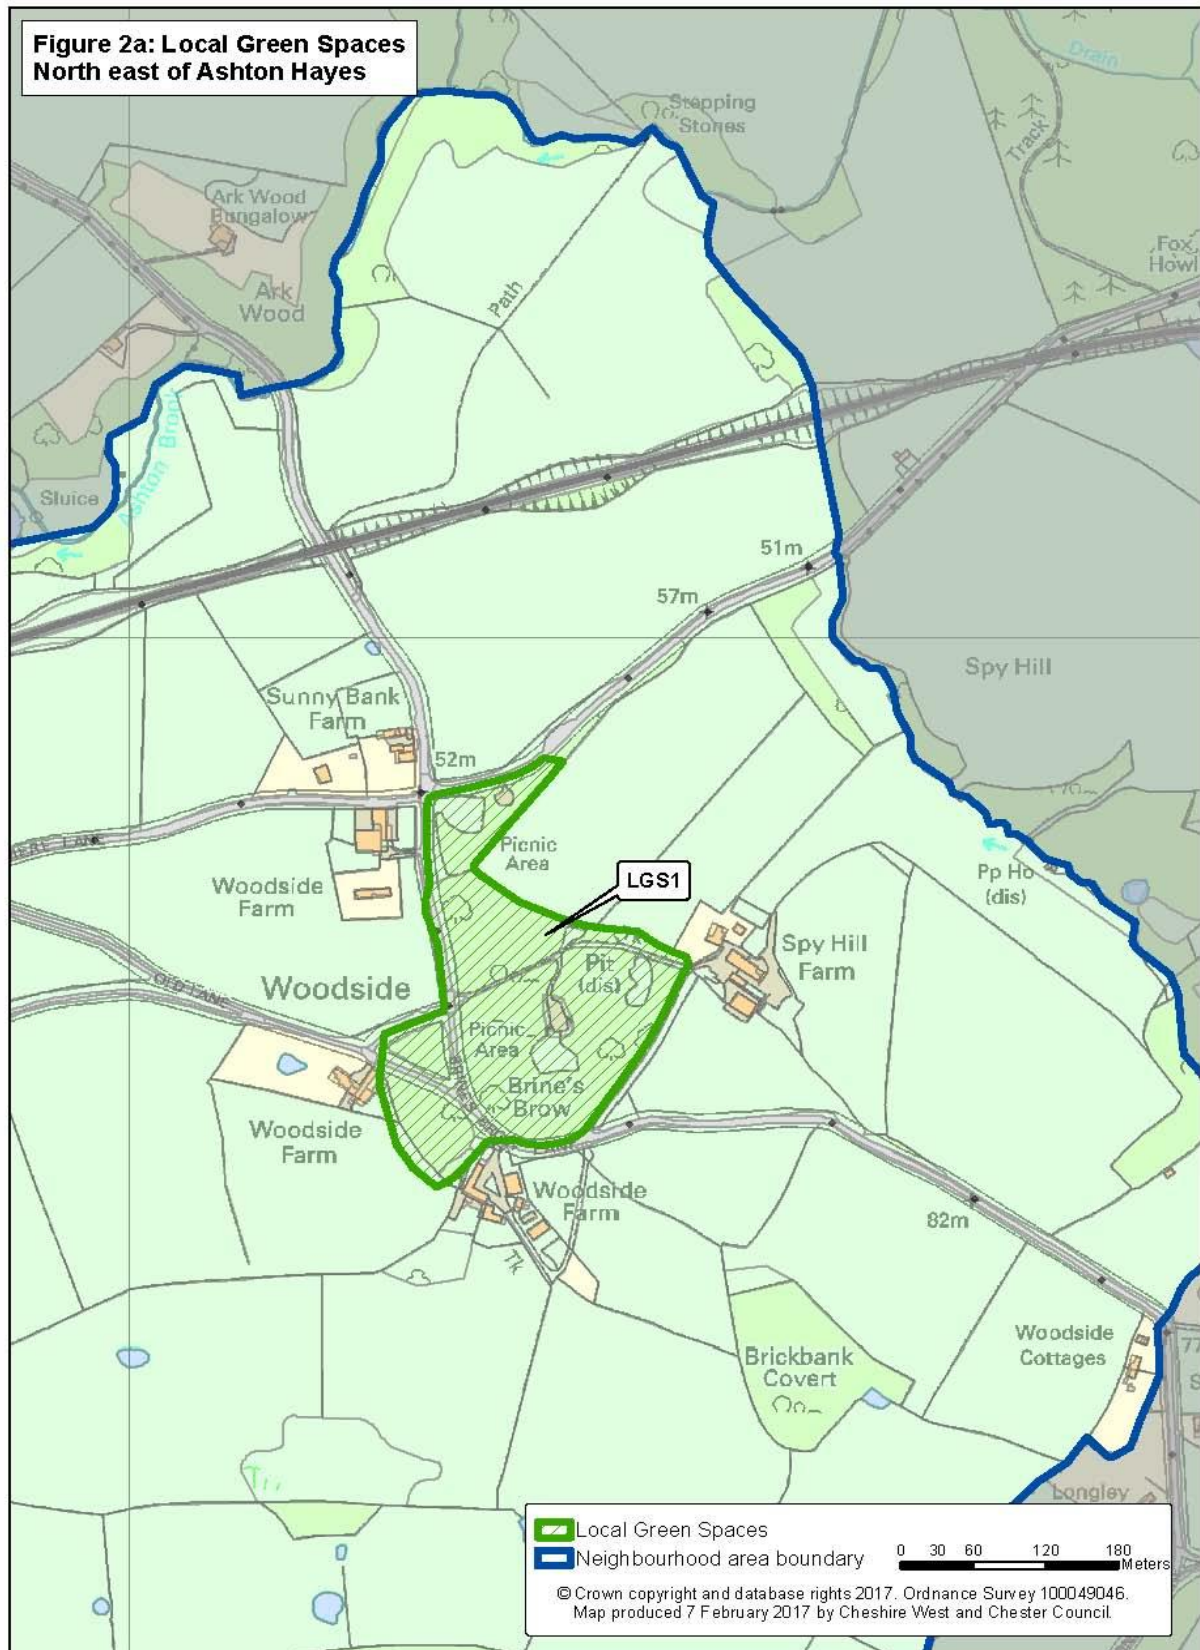 Figure 2a: Local Green Spaces
North east of Ashton Hayes
Drain
Stepping
Stones
Track
Ark Wood
Bungalow
Fox
Howl
Ark
Wood
Path
Ashton Brook
Sluice
51m
57m
Spy Hill
Sunny Bank
Farm
52m
Picnic
Area
LGS1
Woodside
Farm
Pp Ho
(dis)
Spy Hill
Farm
Pit
(dis)
OLD LANE
Woodside
Picnic
Area
Brine's
Brow
Woodside
Farm
LANE
Woodside
Farm
82m
Tk
Woodside
Cottages
77
S
Brickbank
Covert
Longley
Local Green Spaces
Neighbourhood area boundary
0 30 60 120 180
Meters
© Crown copyright and database rights 2017. Ordnance Survey 100049046.
Map produced 7 February 2017 by Cheshire West and Chester Council.